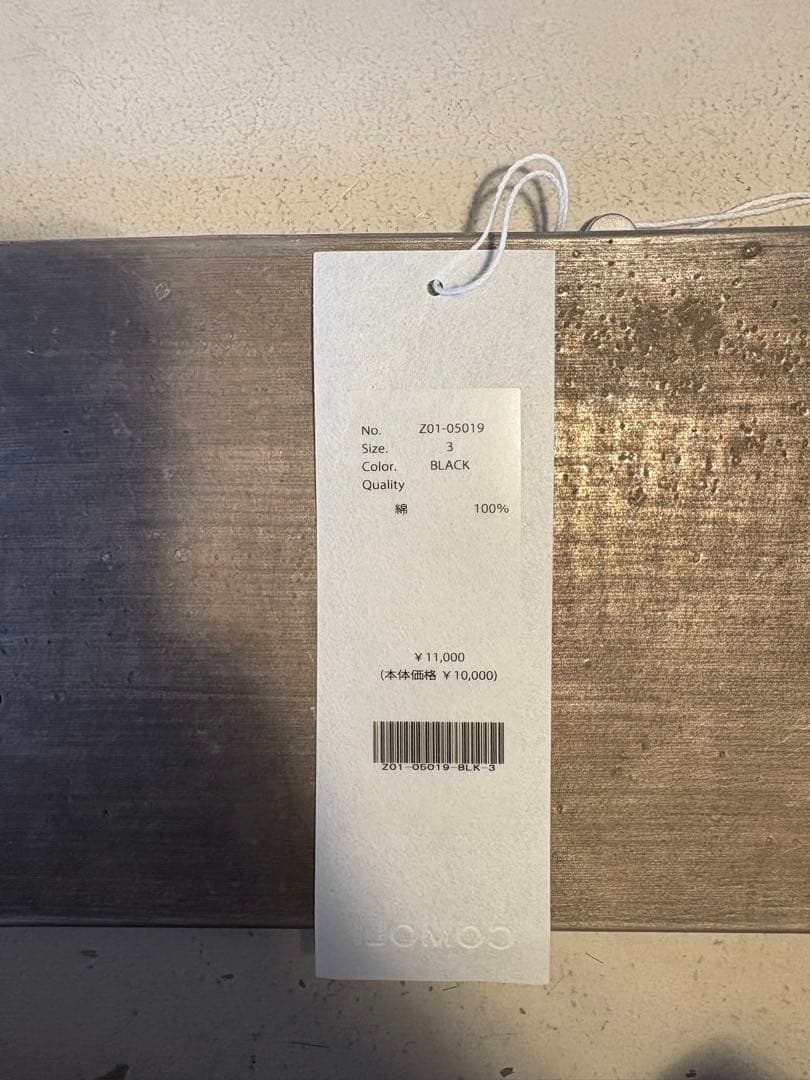 No. Z01-05019
Size. 3
Color. BLACK
Quality
綿 100%
¥11,000
(本体価格 ¥10,000)
Z01-05019-BLK-3
COMOLI